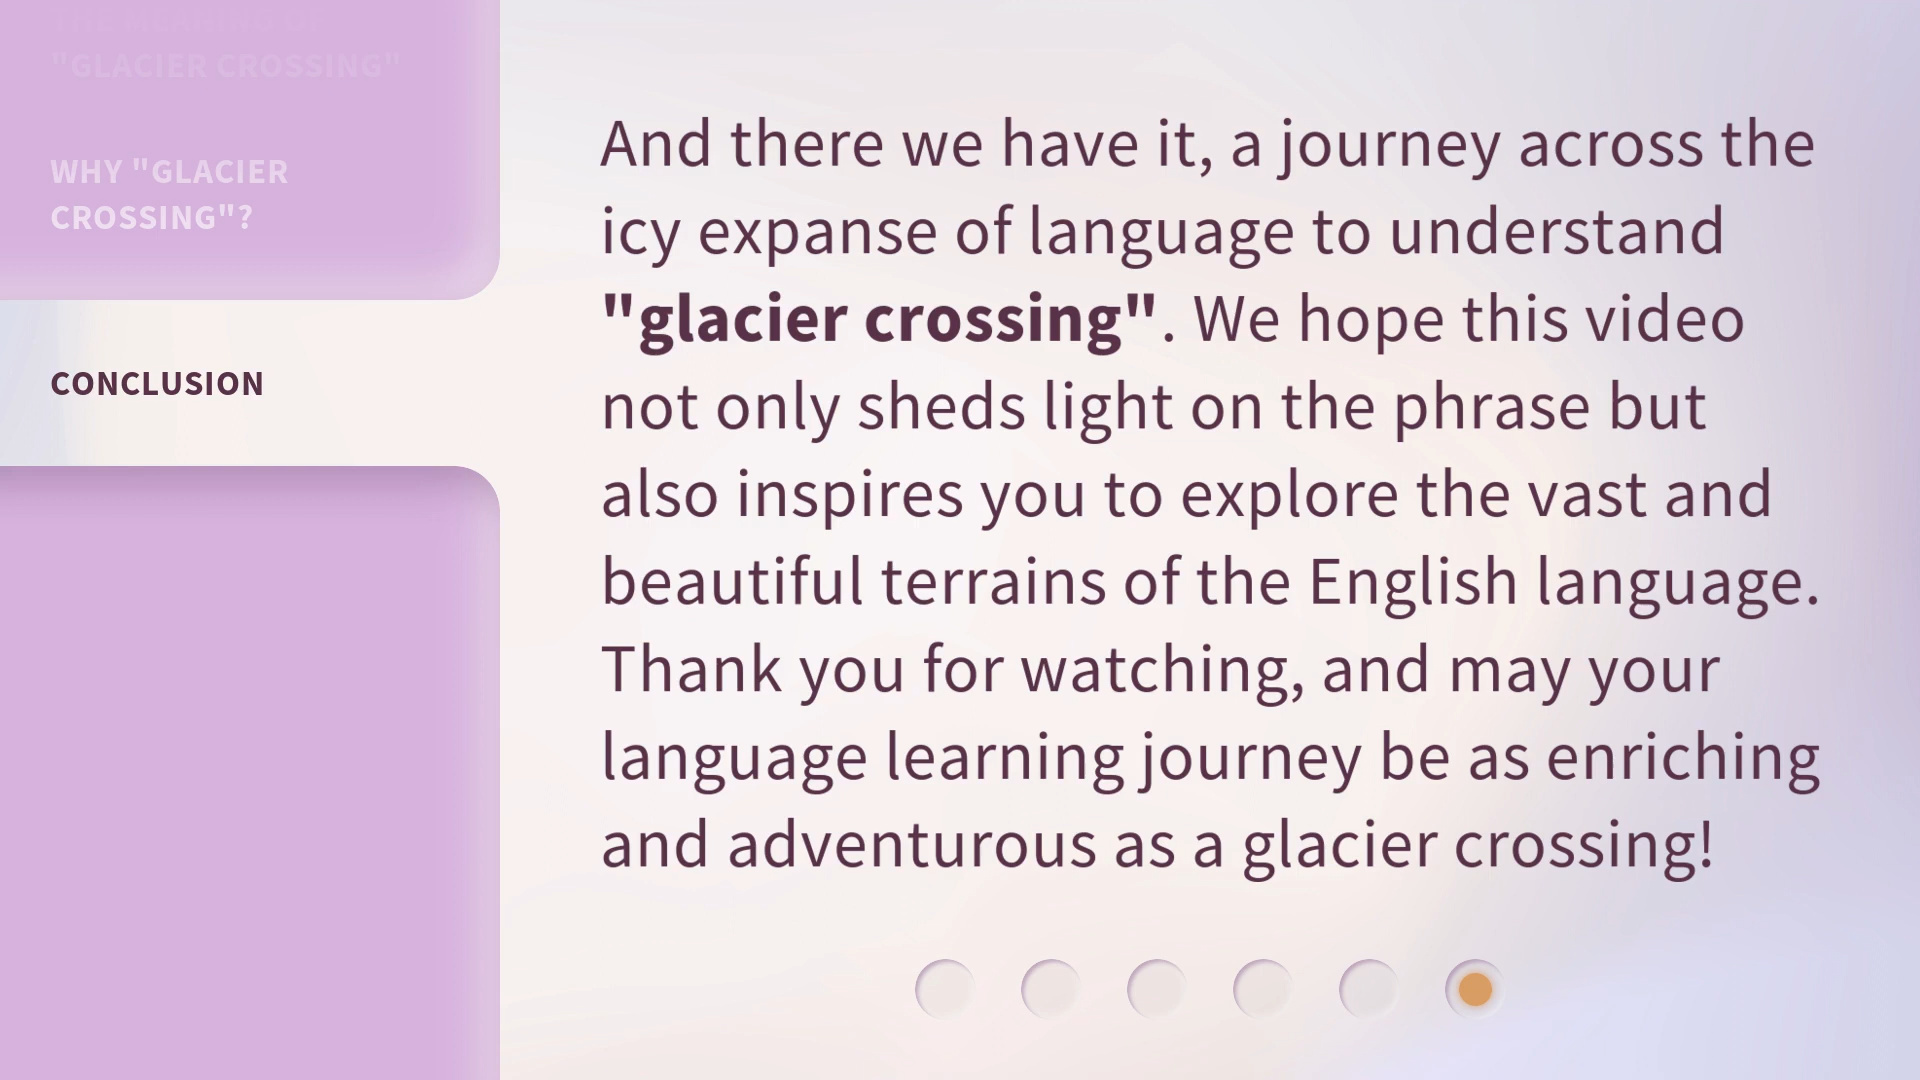 THE MEANING OF
"GLACIER CROSSING"
WHY "GLACIER
CROSSING"?
CONCLUSION
And there we have it, a journey across the
icy expanse of language to understand
"glacier crossing". We hope this video
not only sheds light on the phrase but
also inspires you to explore the vast and
beautiful terrains of the English language.
Thank you for watching, and may your
language learning journey be as enriching
and adventurous as a glacier crossing!